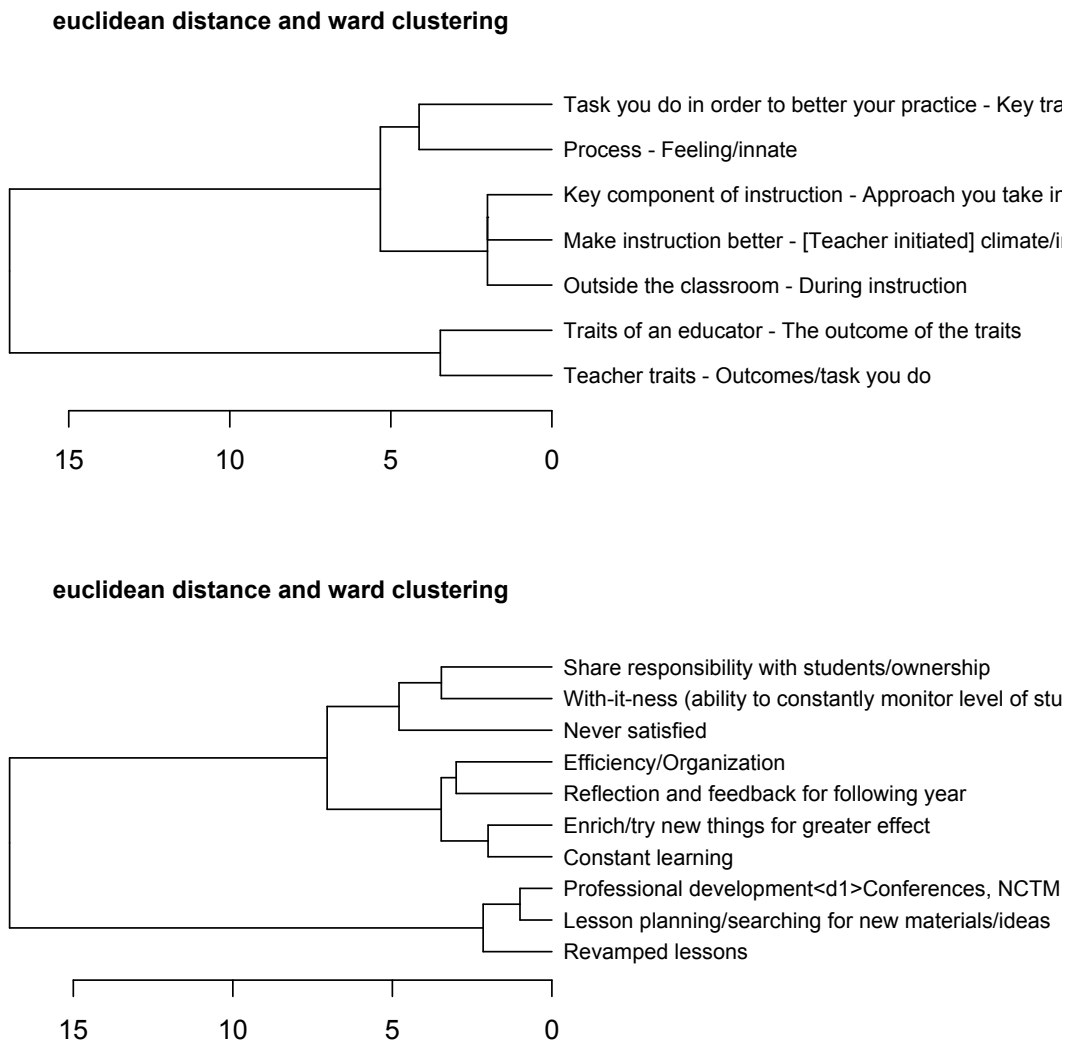 euclidean distance and ward clustering
Task you do in order to better your practice - Key tra
Process - Feeling/innate
Key component of instruction - Approach you take in
Make instruction better - [Teacher initiated] climate/i
Outside the classroom - During instruction
Traits of an educator - The outcome of the traits
Teacher traits - Outcomes/task you do
15 10 5 0
euclidean distance and ward clustering
Share responsibility with students/ownership
With-it-ness (ability to constantly monitor level of stu
Never satisfied
Efficiency/Organization
Reflection and feedback for following year
Enrich/try new things for greater effect
Constant learning
Professional development<d1>Conferences, NCTM
Lesson planning/searching for new materials/ideas
Revamped lessons
15 10 5 0